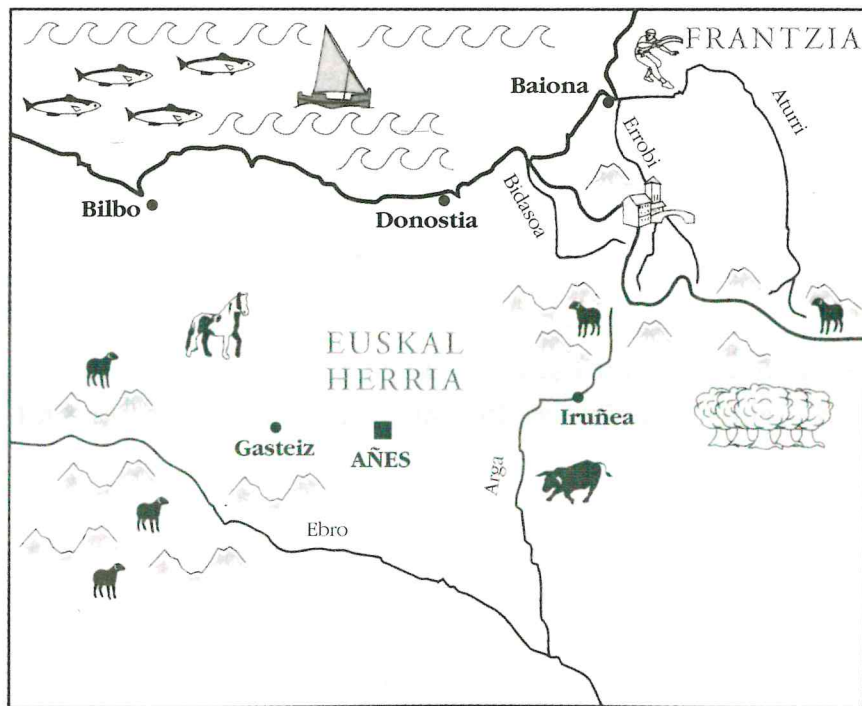 FRANTZIA
Baiona
Aturri
Errobi
Bilbo
Donostia
Bidasoa
EUSKAL
HERRIA
Gasteiz
AÑES
Iruñea
Arga
Ebro